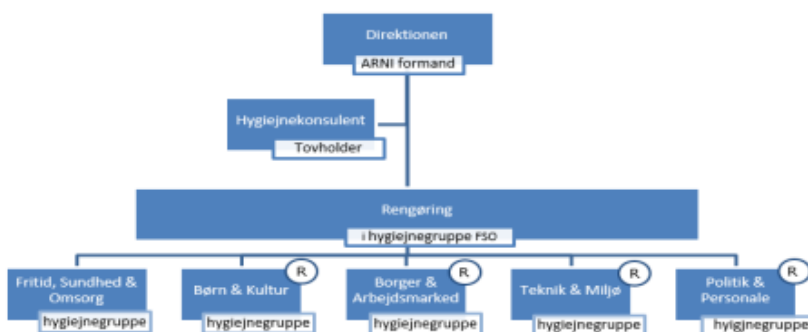 Direktionen
ARNI formand
Hygiejnekonsulent
Tovholder
Rengøring
i hygiejnegruppe FSO
R
R
R
R
Fritid, Sundhed &
Omsorg
hygiejnegruppe
Børn & Kultur
hygiejnegruppe
Borger &
Arbejdsmarked
hygiejnegruppe
Teknik & Miljø
hygiejnegruppe
Politik &
Personale
hyigjnegruppe